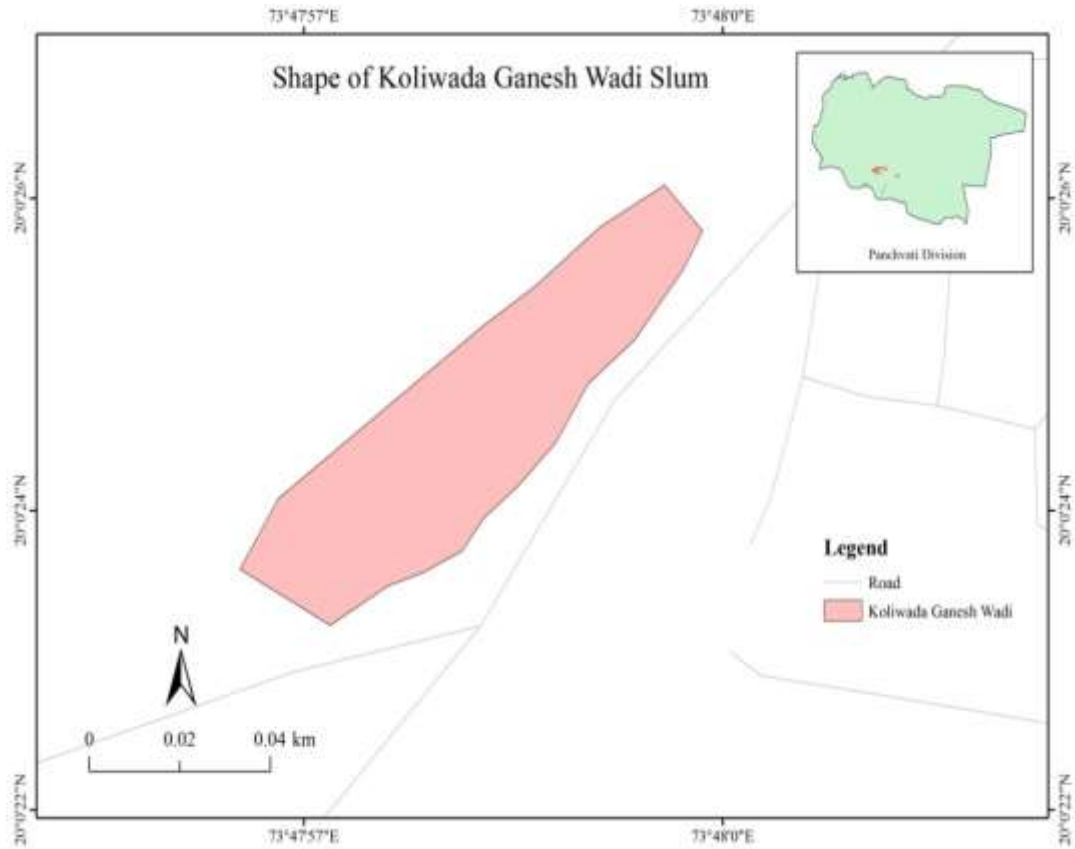 73°47'57"E
73°48'0"E
Shape of Koliwada Ganesh Wadi Slum
Panchvati Division
20°0'26"N
20°0'26"N
20°0'24"N
20°0'24"N
Legend
Road
Koliwada Ganesh Wadi
N
0 0.02 0.04 km
20°0'22"N
20°0'22"N
73°47'57"E
73°48'0"E